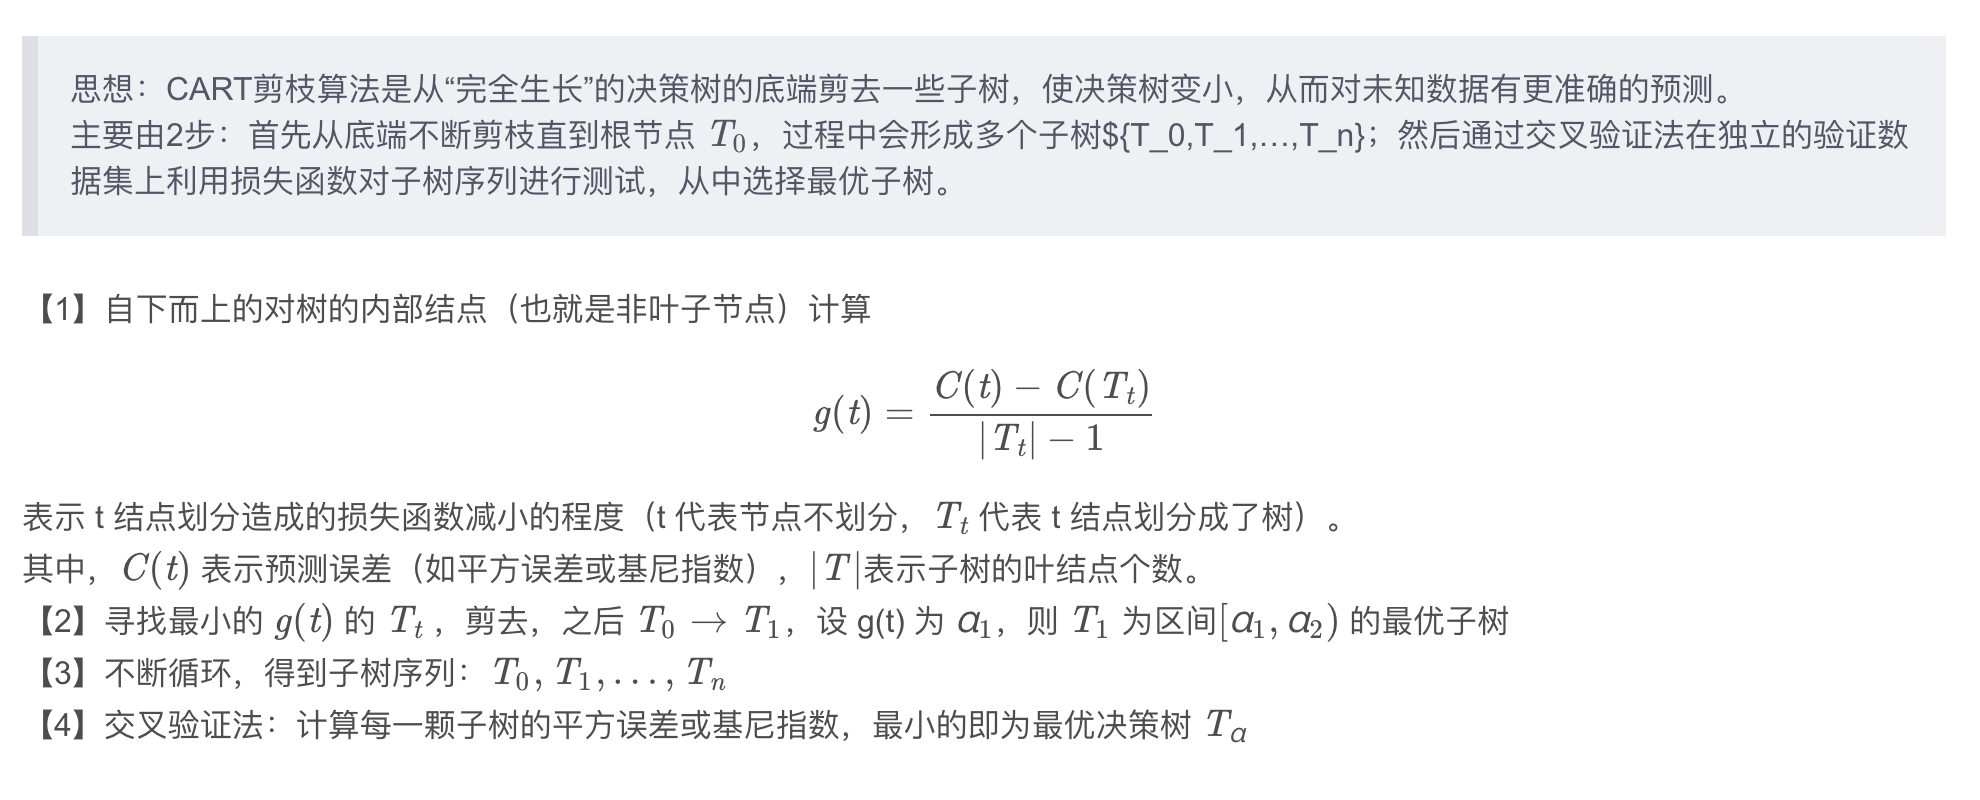 思想：CART剪枝算法是从“完全生长”的决策树的底端剪去一些子树，使决策树变小，从而对未知数据有更准确的预测。
主要由2步：首先从底端不断剪枝直到根节点 T₀，过程中会形成多个子树${T_0,T_1,…,T_n}；然后通过交叉验证法在独立的验证数
据集上利用损失函数对子树序列进行测试，从中选择最优子树。
【1】自下而上的对树的内部结点（也就是非叶子节点）计算
g(t) = \frac{C(t) − C(T_t)}{|T_t| − 1}
表示 t 结点划分造成的损失函数减小的程度（t 代表节点不划分，T_t 代表 t 结点划分成了树）。
其中，C(t) 表示预测误差（如平方误差或基尼指数），|T|表示子树的叶结点个数。
【2】寻找最小的 g(t) 的 T_t，剪去，之后 T₀ → T₁，设 g(t) 为 α₁，则 T₁ 为区间[α₁, α₂) 的最优子树
【3】不断循环，得到子树序列：T₀, T₁, . . . , T_n
【4】交叉验证法：计算每一颗子树的平方误差或基尼指数，最小的即为最优决策树 T_α